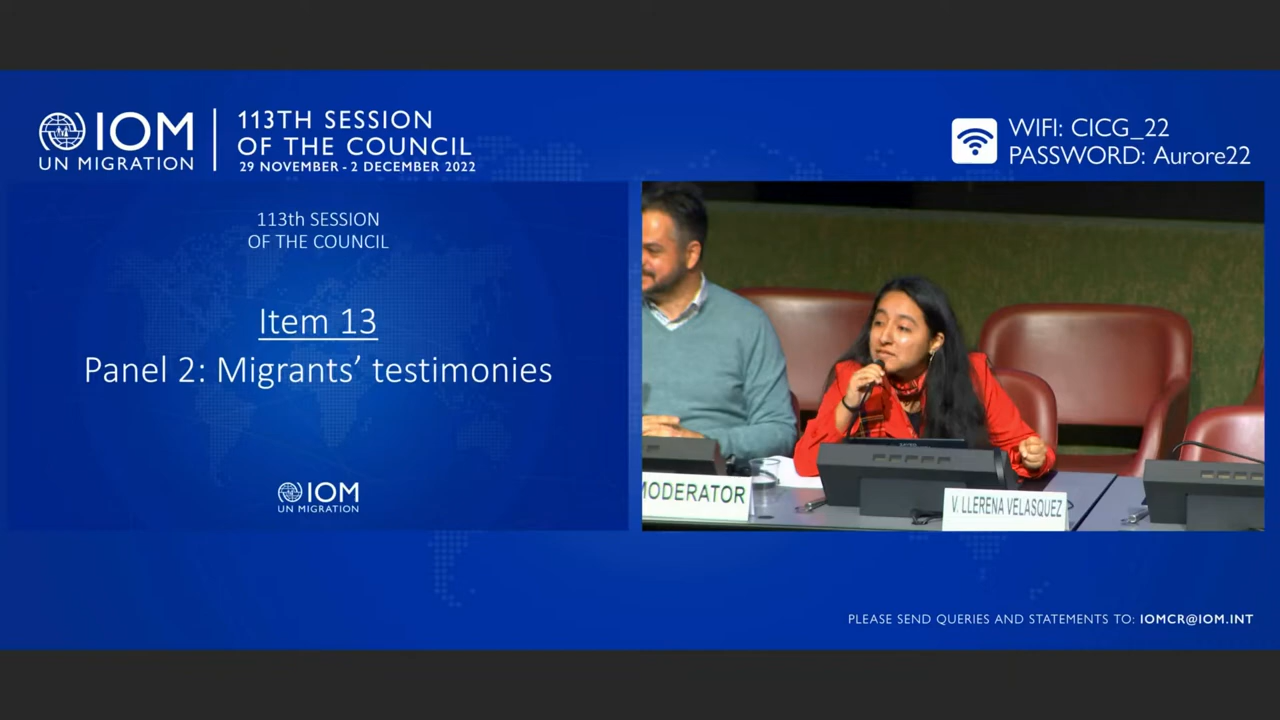 IOM
UN MIGRATION
113TH SESSION
OF THE COUNCIL
29 NOVEMBER - 2 DECEMBER 2022
WIFI: CICG_22
PASSWORD: Aurore22
113th SESSION
OF THE COUNCIL
Item 13
Panel 2: Migrants’ testimonies
IOM
UN MIGRATION
MODERATOR
V. LLERENA VELASQUEZ
PLEASE SEND QUERIES AND STATEMENTS TO: IOMCR@IOM.INT